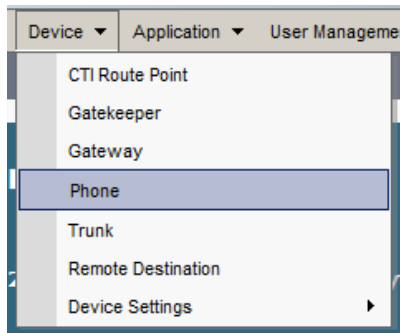 Device Application User Manageme
CTI Route Point
Gatekeeper
Gateway
Phone
Trunk
Remote Destination
Device Settings